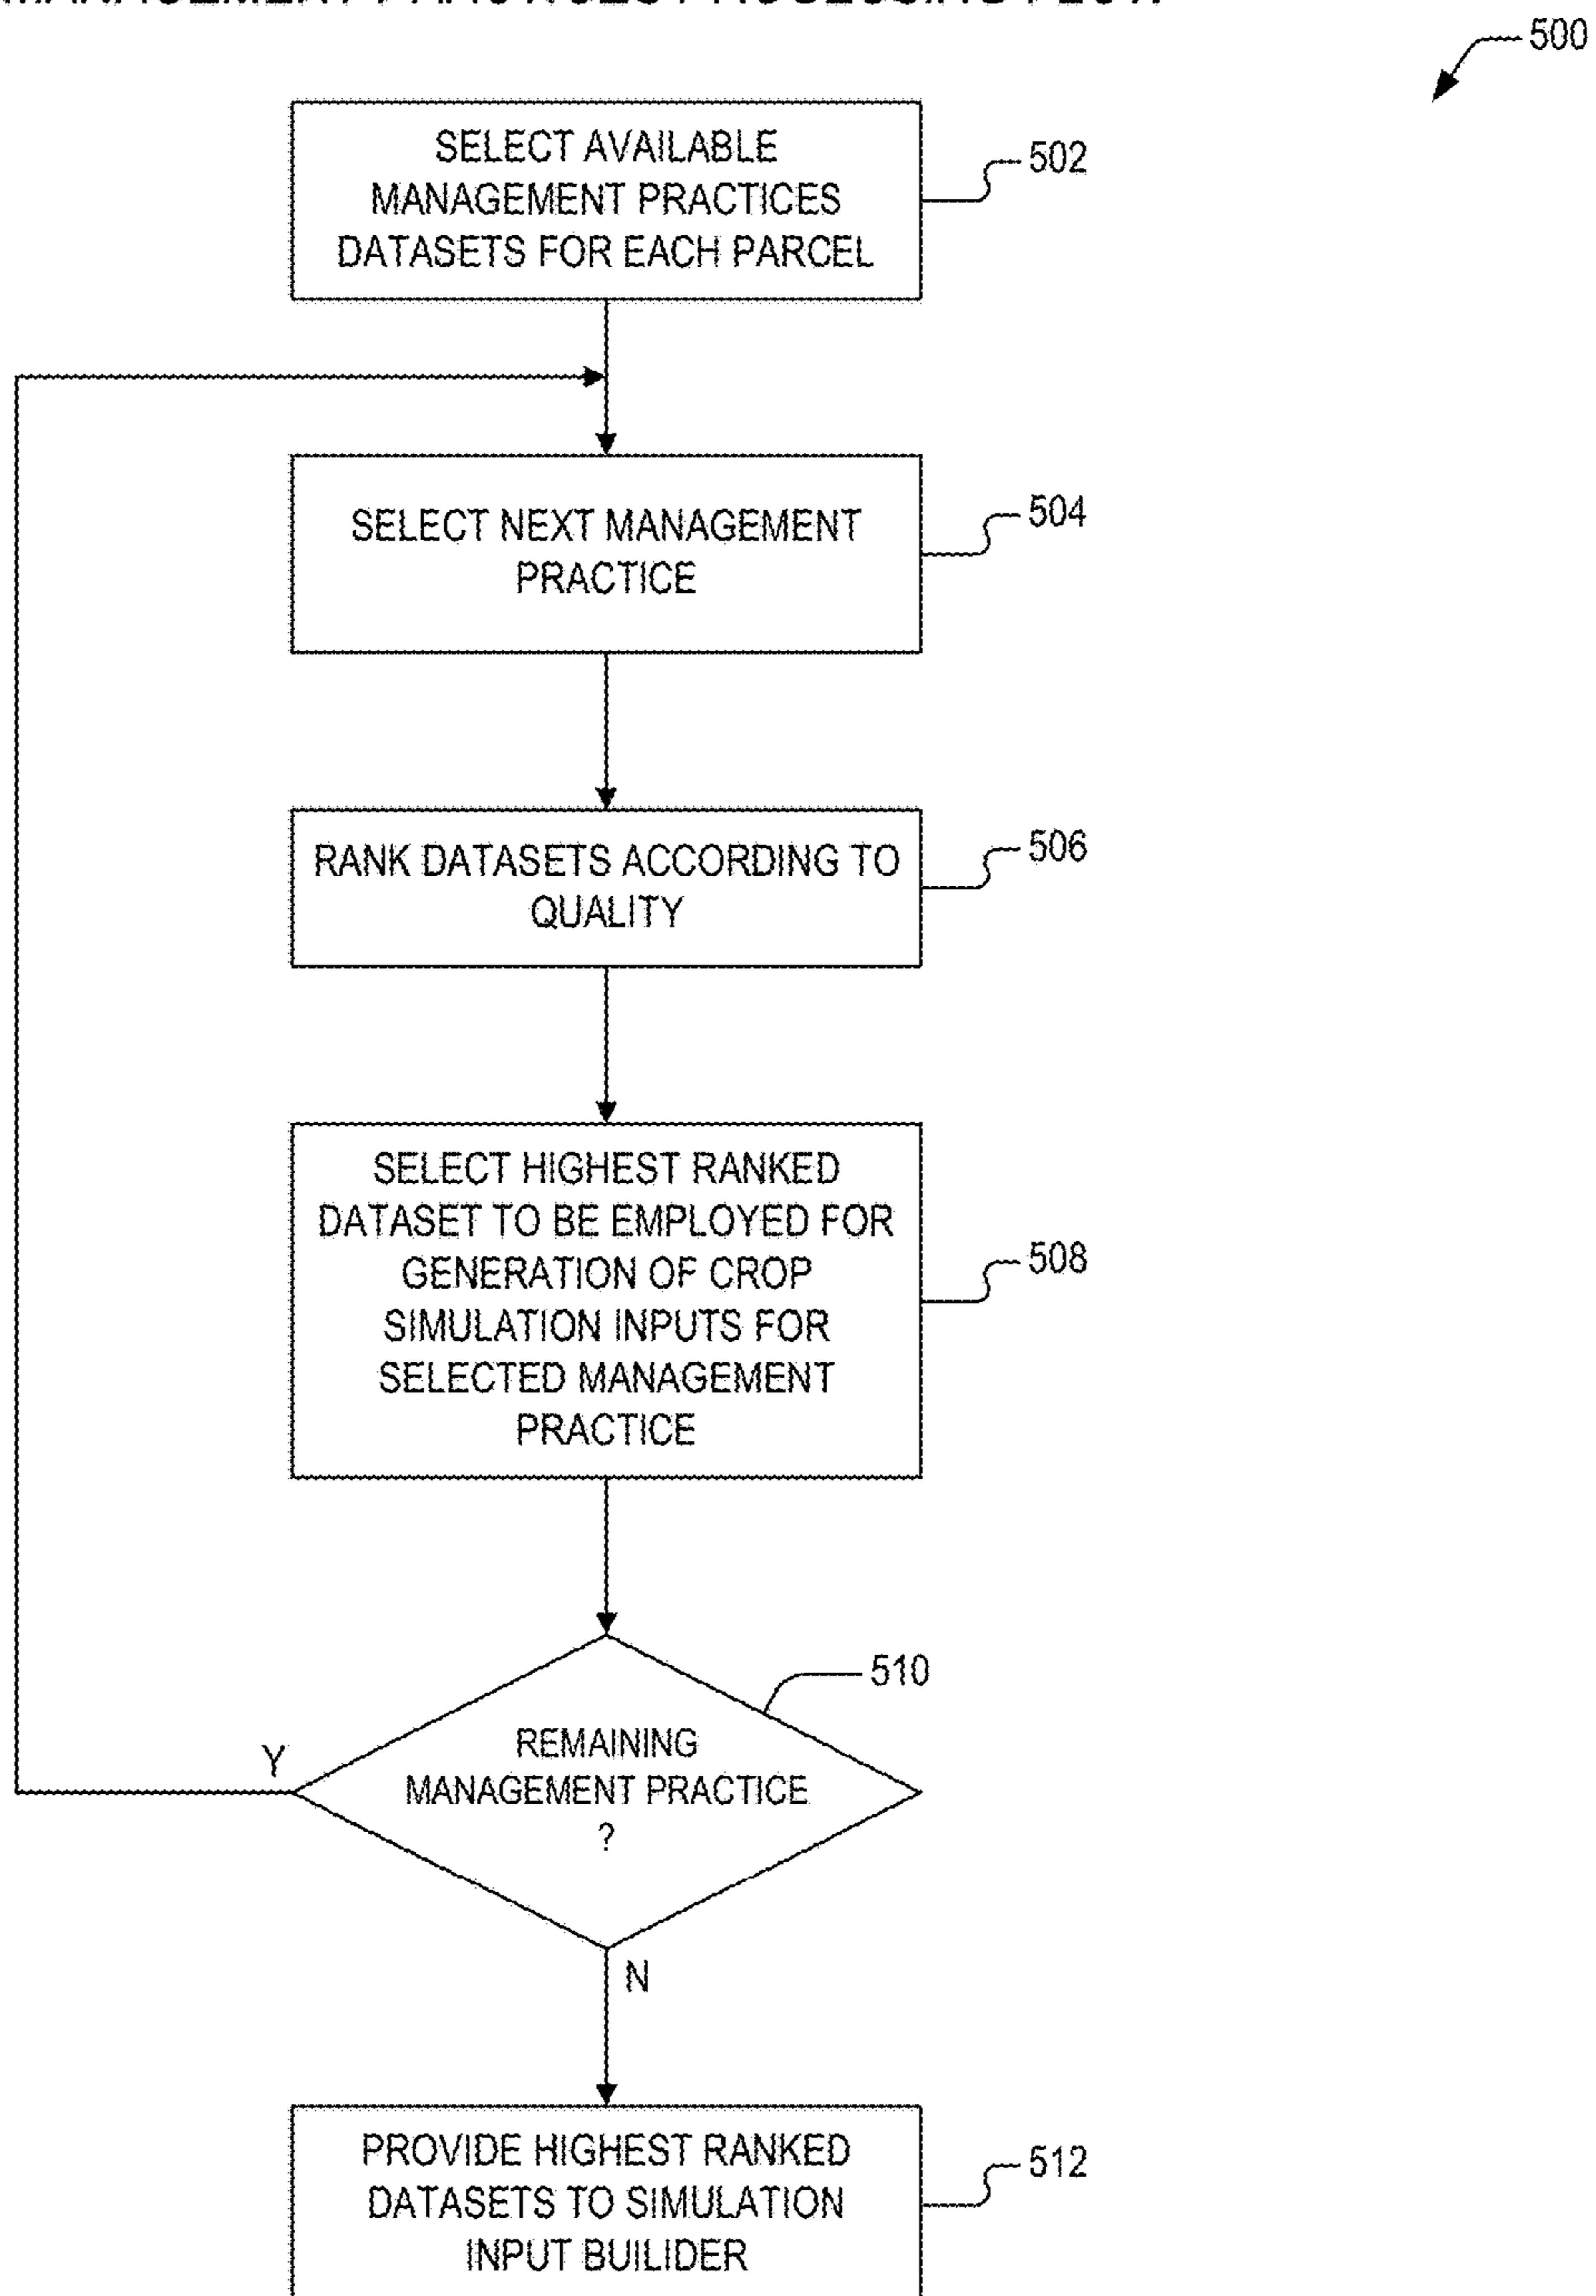 500
SELECT AVAILABLE
MANAGEMENT PRACTICES
DATASETS FOR EACH PARCEL
502
SELECT NEXT MANAGEMENT
PRACTICE
504
RANK DATASETS ACCORDING TO
QUALITY
506
SELECT HIGHEST RANKED
DATASET TO BE EMPLOYED FOR
GENERATION OF CROP
SIMULATION INPUTS FOR
SELECTED MANAGEMENT
PRACTICE
508
510
REMAINING
MANAGEMENT PRACTICE
?
Y
N
PROVIDE HIGHEST RANKED
DATASETS TO SIMULATION
INPUT BUILIDER
512